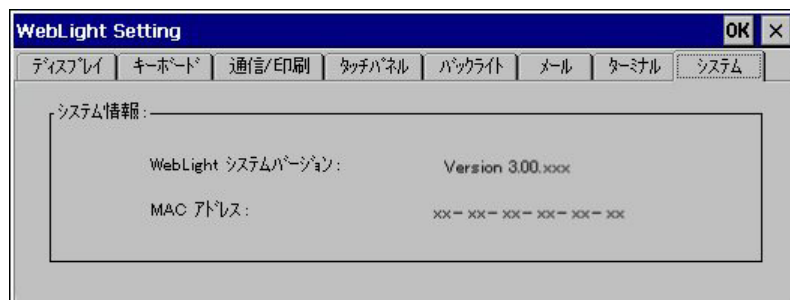 WebLight Setting OK ×
ﾃﾞｨｽﾌﾟﾚｲ ｷｰﾎﾞｰﾄﾞ 通信/印刷 ﾀｯﾁﾊﾟﾈﾙ ﾊﾞｯｸﾗｲﾄ ﾒｰﾙ ﾀｰﾐﾅﾙ ｼｽﾃﾑ
ｼｽﾃﾑ情報:
WebLight ｼｽﾃﾑﾊﾞｰｼﾞｮﾝ: Version 3.00.xxx
MAC ｱﾄﾞﾚｽ: xx- xx- xx- xx- xx- xx